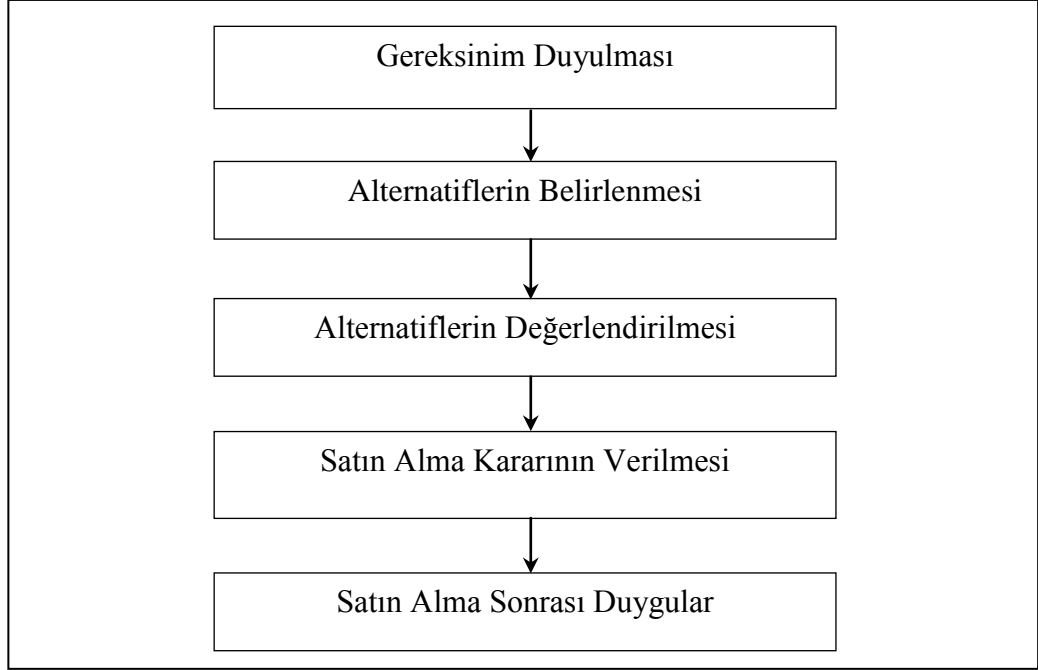 Gereksinim Duyulması
Alternatiflerin Belirlenmesi
Alternatiflerin Değerlendirilmesi
Satın Alma Kararının Verilmesi
Satın Alma Sonrası Duygular